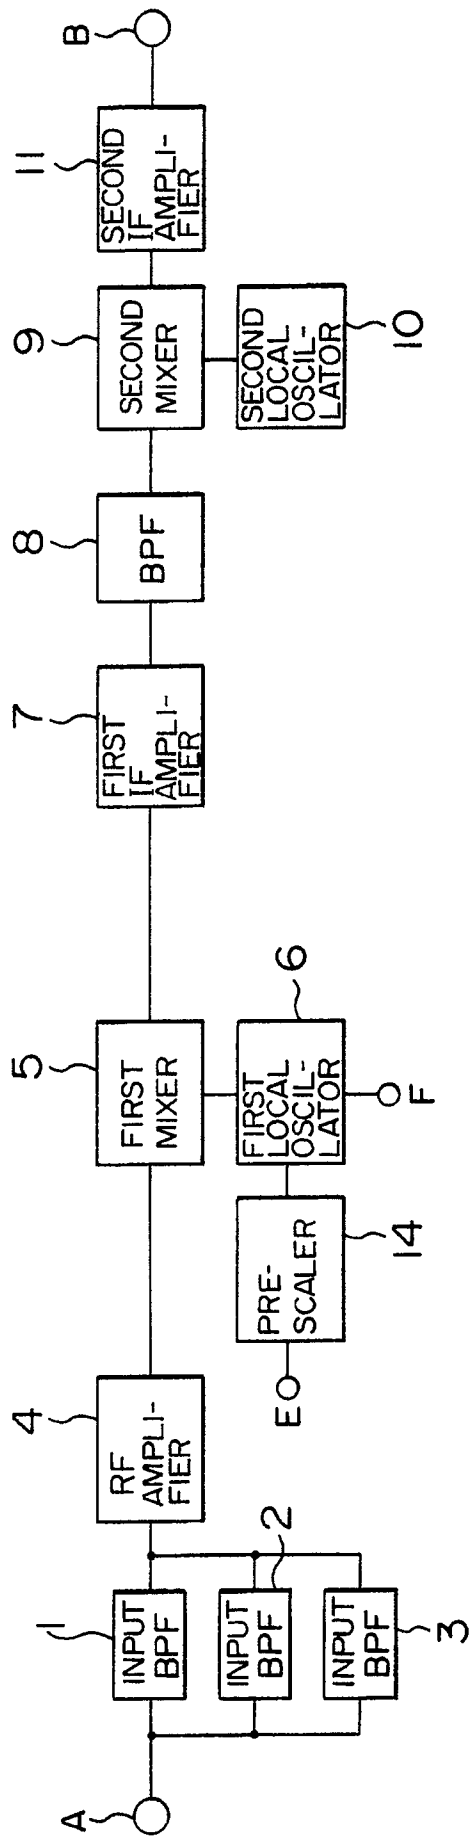 A
1
INPUT
BPF
2
INPUT
BPF
3
INPUT
BPF
4
RF
AMPLI-
FIER
5
FIRST
MIXER
6
FIRST
LOCAL
OSCIL-
LATOR
F
14
PRE-
SCALER
E
7
FIRST
IF
AMPLI-
FIER
8
BPF
9
SECOND
MIXER
10
SECOND
LOCAL
OSCIL-
LATOR
11
SECOND
IF
AMPLI-
FIER
B